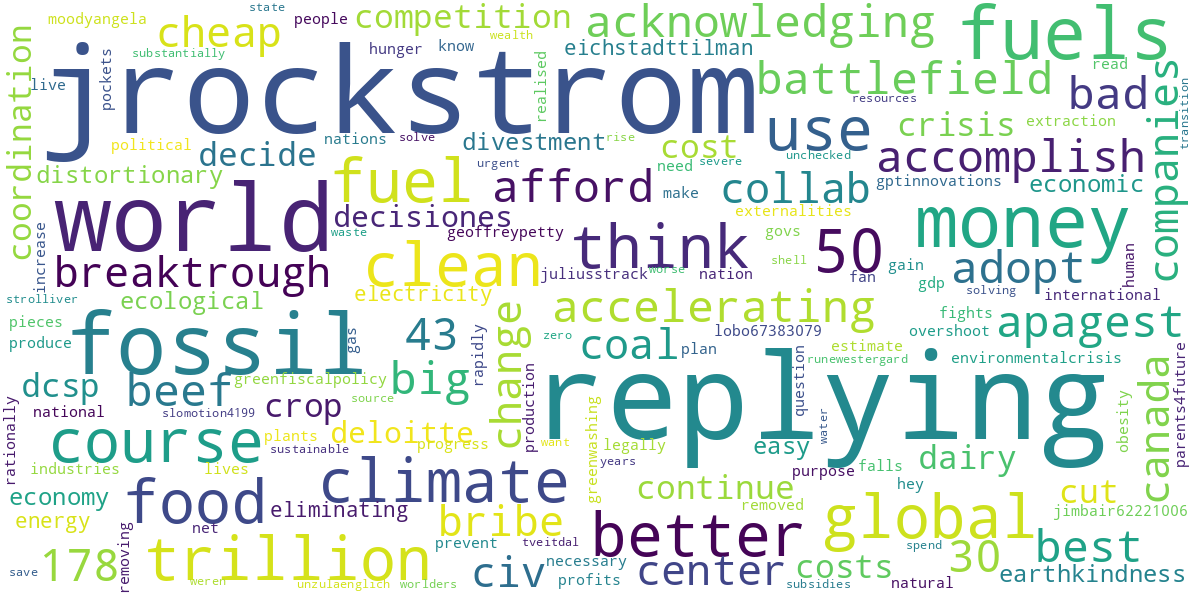 moodyangela
state
people
competition
acknowledging
fuels
cheap
substantially
hunger
know
wealth
eichstadttilman
coordination
live
pockets
jrockstrom
realised
battlefield
read
bad
resources
companies
transition
political
nations
solve
divestment
rise
use
crisis
extraction
decide
cost
unchecked
accomplish
distortionary
fuel
urgent
afford
need
severe
make
collab
gptinnovations
economic
world
decisiones
externalities
money
waste
geoffreypetty
think
govs
50
increase
breaktrough
clean
juliusstrack
worse
nation
shell
fan
gain
adopt
human
gdp
solving
international
strolliver
ecological
electricity
accelerating
fights
pieces
fossil
43
change
zero
coal
lobo67383079
overshoot
apagest
produce
gas
rapidly
plan
estimate
runewestergard
environmentalcrisis
dcsp
beef
greenfiscalpolicy
big
replying
question
canada
parents4future
national
slomotion4199
crop
source
production
rationally
course
plants
deloitte
progress
want
greenwashing
legally
easy
water
dairy
obesity
sustainable
industries
lives
climate
years
purpose
falls
economy
food
eliminating
continue
removed
hey
cut
energy
net
bribe
better
global
jimbair62221006
removing
prevent
tveitdal
necessary
spend
30
best
save
178
trillion
weren
unzulaenglich
worlders
civ
profits
center
subsidies
costs
natural
earthkindness